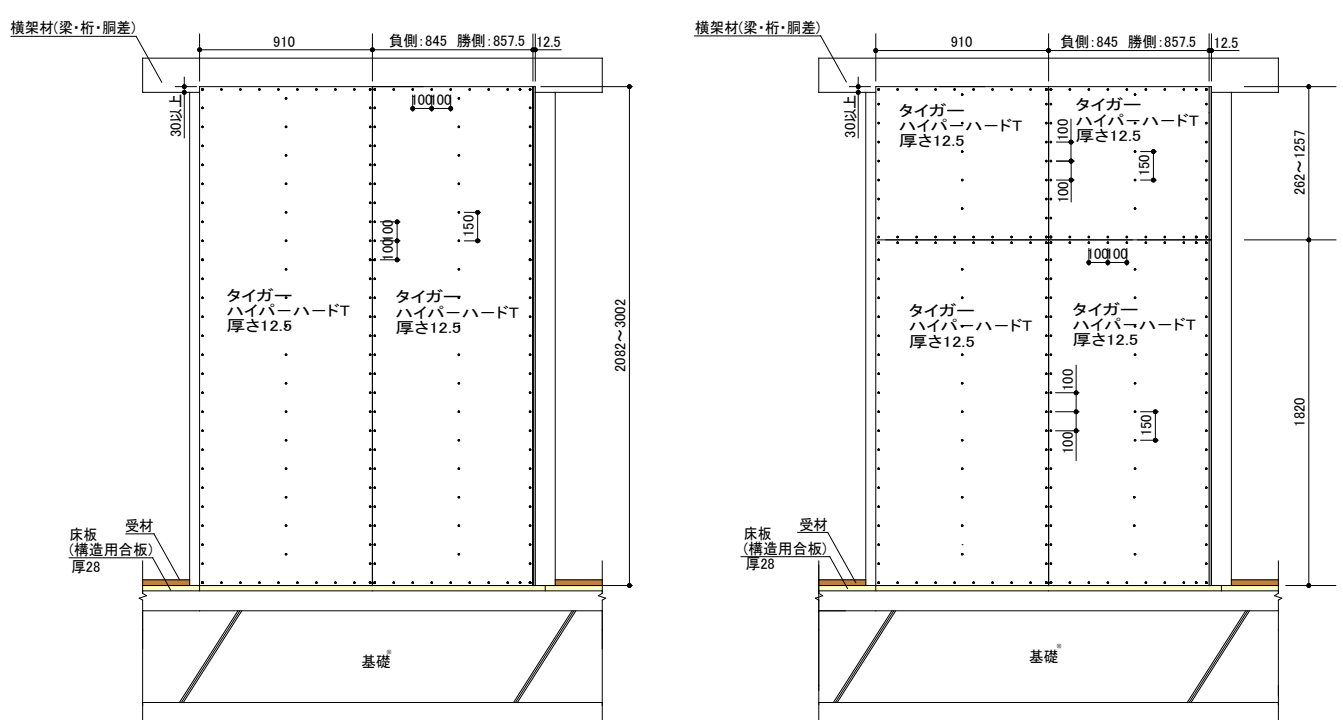 横架材(梁・桁・胴差)
910
負側:845 勝側:857.5
12.5
30以上
100 100
100 100
150
タイガー
ハイパーハードT
厚さ12.5
タイガー
ハイパーハードT
厚さ12.5
2082～3002
床板
(構造用合板)
厚28
受材
基礎※
横架材(梁・桁・胴差)
910
負側:845 勝側:857.5
12.5
30以上
タイガー
ハイパーハードT
厚さ12.5
タイガー
ハイパーハードT
厚さ12.5
100
100
150
262～1257
100 100
タイガー
ハイパーハードT
厚さ12.5
タイガー
ハイパーハードT
厚さ12.5
100
100
150
1820
床板
(構造用合板)
厚28
受材
基礎※